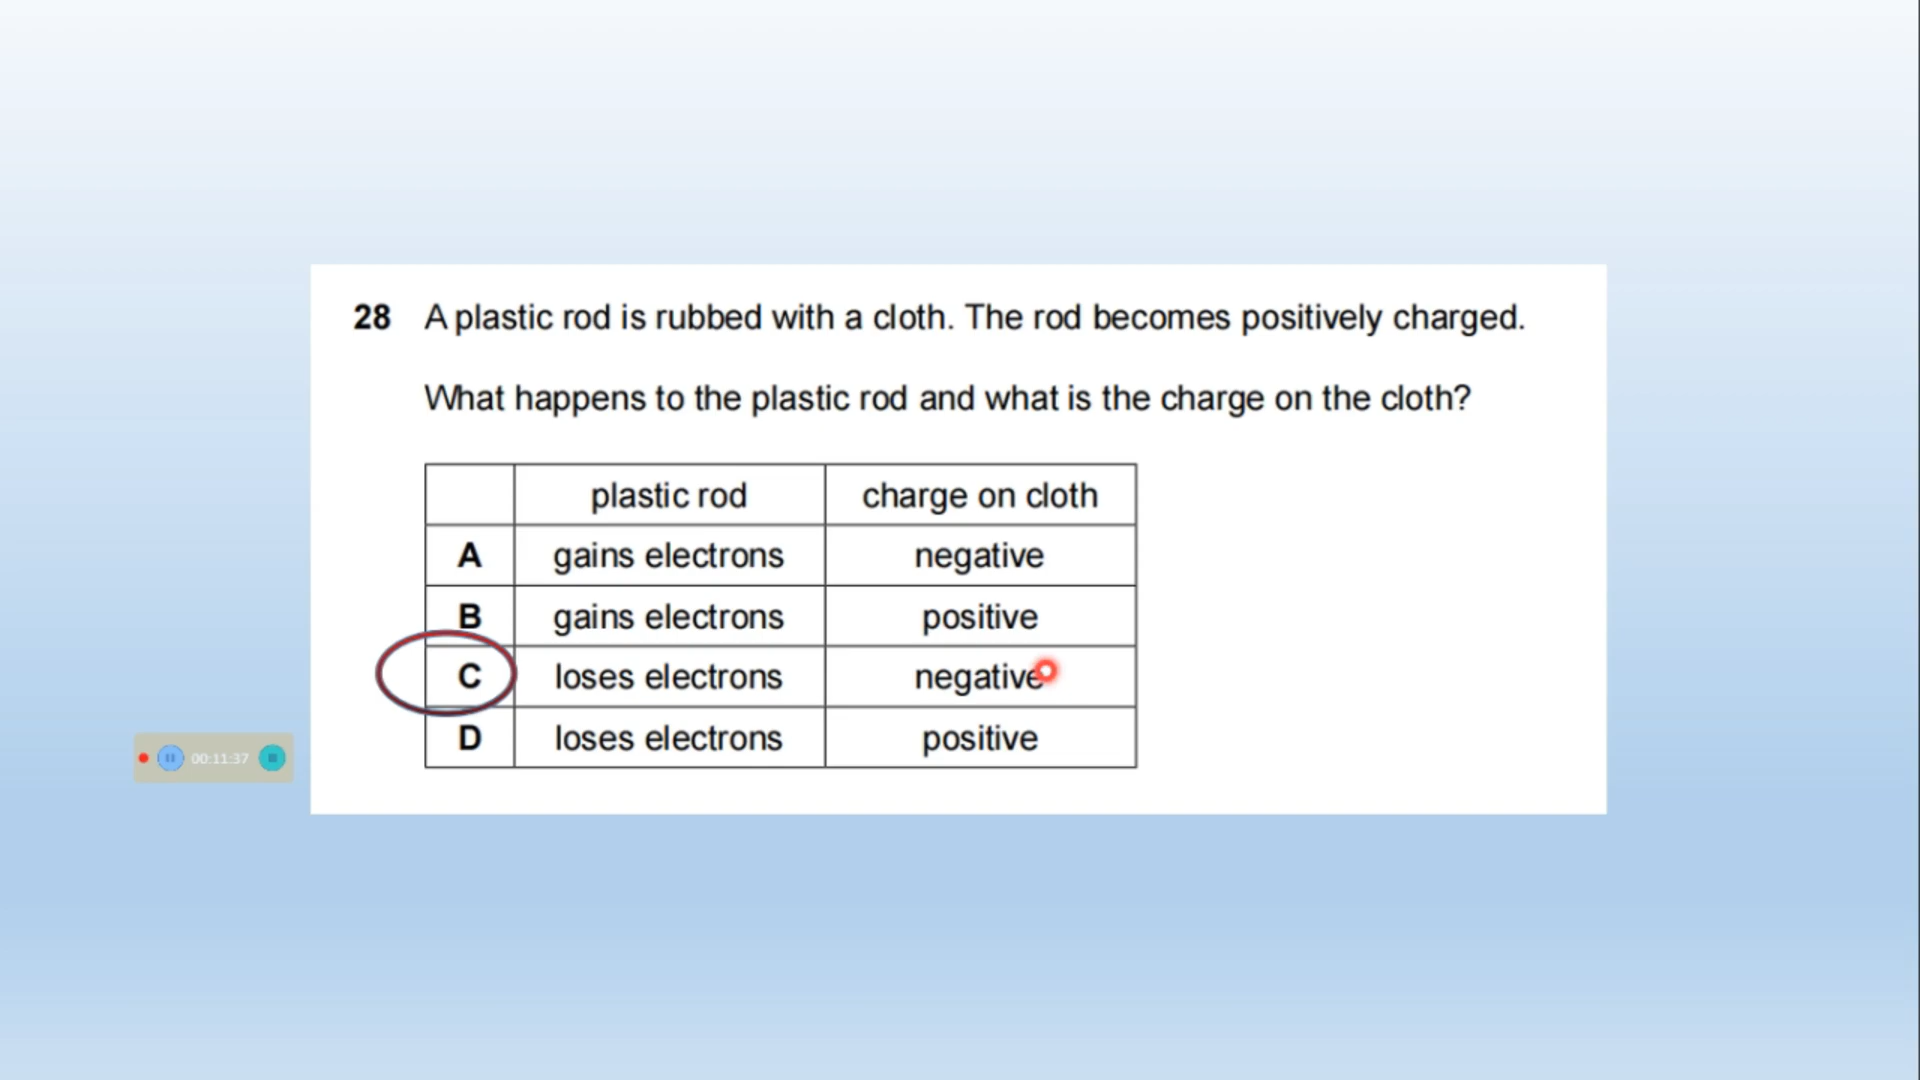 28 A plastic rod is rubbed with a cloth. The rod becomes positively charged.
What happens to the plastic rod and what is the charge on the cloth?
plastic rod charge on cloth
A gains electrons negative
B gains electrons positive
C loses electrons negative
D loses electrons positive
00:11:37